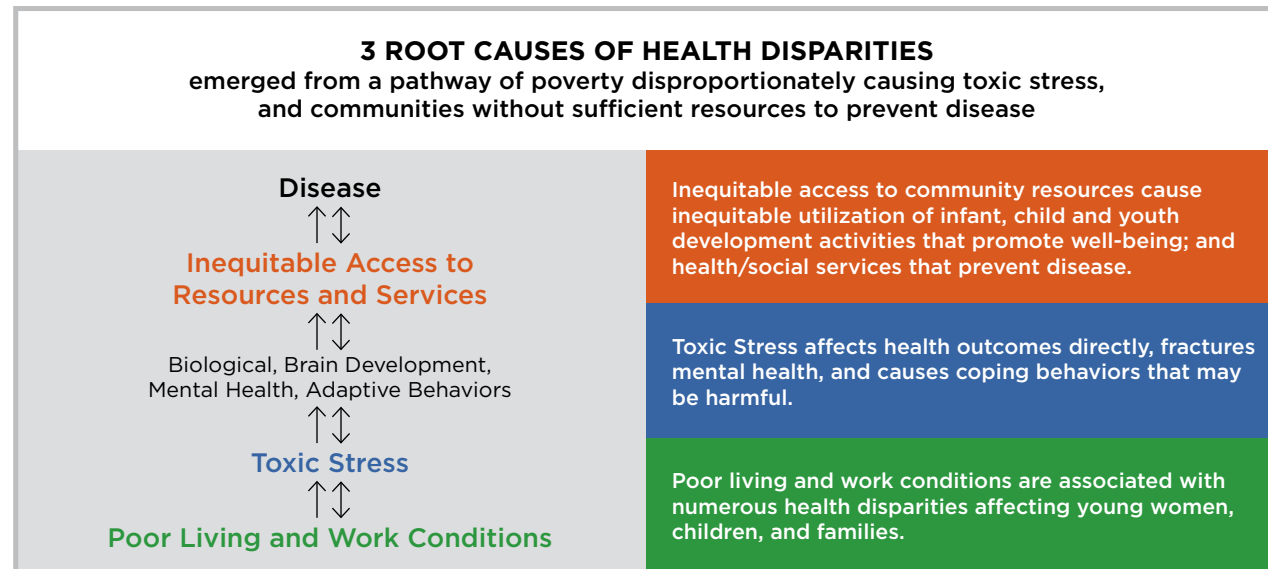 3 ROOT CAUSES OF HEALTH DISPARITIES
emerged from a pathway of poverty disproportionately causing toxic stress,
and communities without sufficient resources to prevent disease
Disease
Inequitable Access to
Resources and Services
Biological, Brain Development,
Mental Health, Adaptive Behaviors
Toxic Stress
Poor Living and Work Conditions
Inequitable access to community resources cause
inequitable utilization of infant, child and youth
development activities that promote well-being; and
health/social services that prevent disease.
Toxic Stress affects health outcomes directly, fractures
mental health, and causes coping behaviors that may
be harmful.
Poor living and work conditions are associated with
numerous health disparities affecting young women,
children, and families.